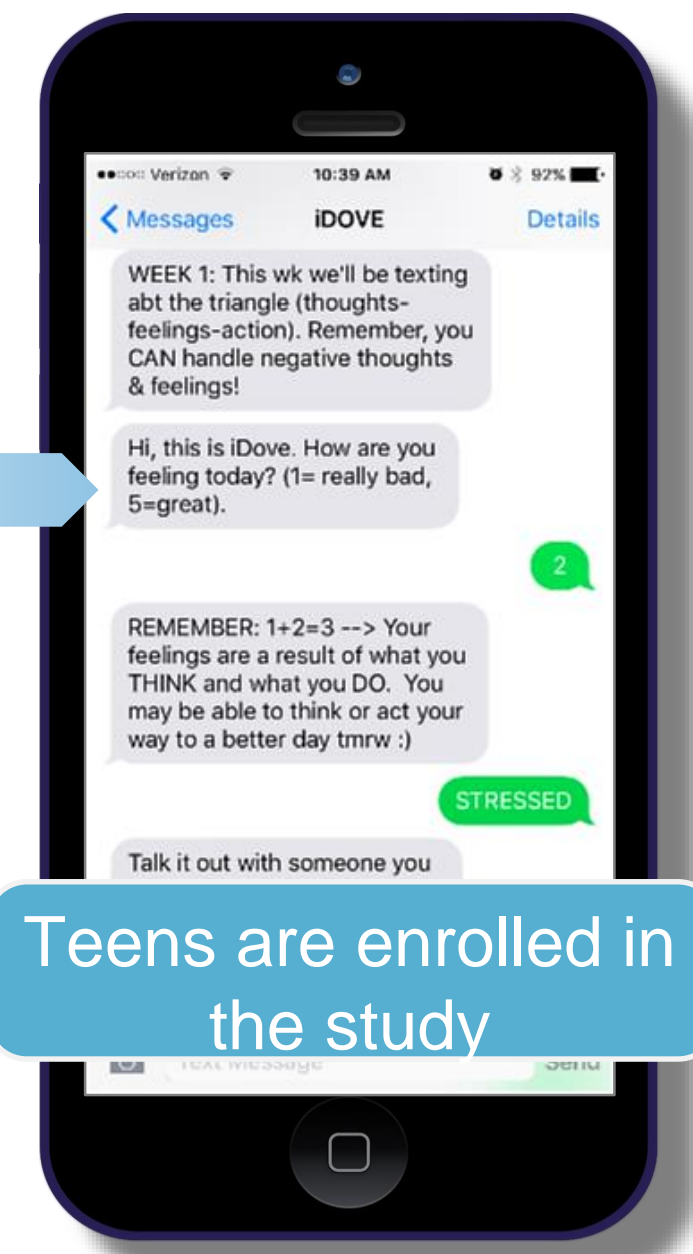 Verizon 10:39 AM 92%
Messages iDOVE Details
WEEK 1: This wk we'll be texting
abt the triangle (thoughts-
feelings-action). Remember, you
CAN handle negative thoughts
& feelings!
Hi, this is iDove. How are you
feeling today? (1= really bad,
5=great).
2
REMEMBER: 1+2=3 --> Your
feelings are a result of what you
THINK and what you DO.  You
may be able to think or act your
way to a better day tmrw :)
STRESSED
Talk it out with someone you
Teens are enrolled in
the study
Text Message Send